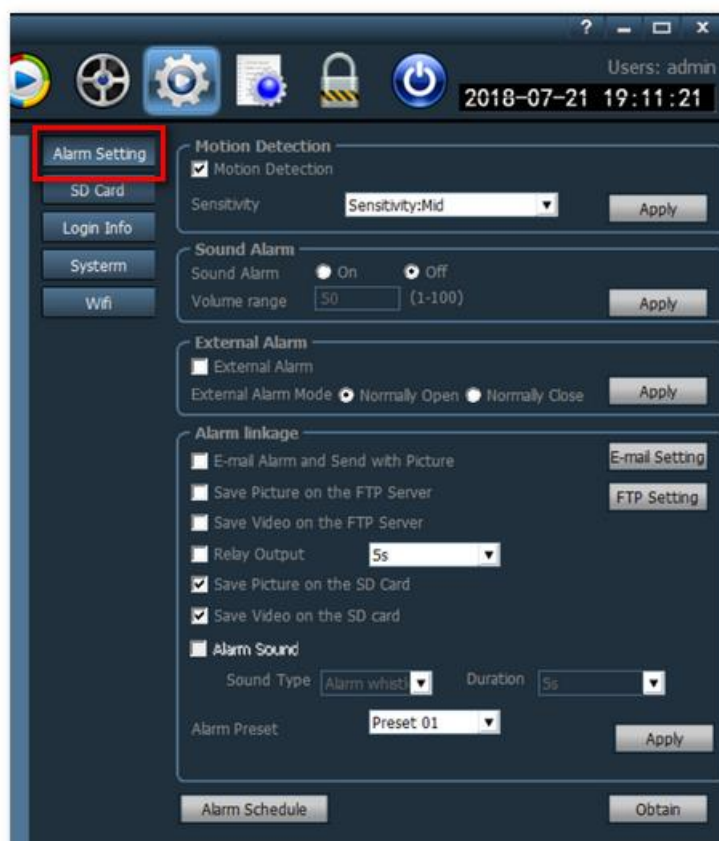 ? x
Users: admin
2018-07-21 19:11:21
Alarm Setting
SD Card
Login Info
Systerm
Wifi
Motion Detection
Motion Detection
Sensitivity Sensitivity:Mid Apply
Sound Alarm
Sound Alarm On Off
Volume range 50 (1-100) Apply
External Alarm
External Alarm
External Alarm Mode Normally Open Normally Close Apply
Alarm linkage
E-mail Alarm and Send with Picture E-mail Setting
Save Picture on the FTP Server FTP Setting
Save Video on the FTP Server
Relay Output 5s
Save Picture on the SD Card
Save Video on the SD card
Alarm Sound
Sound Type Alarm whistl Duration 5s
Alarm Preset Preset 01 Apply
Alarm Schedule Obtain